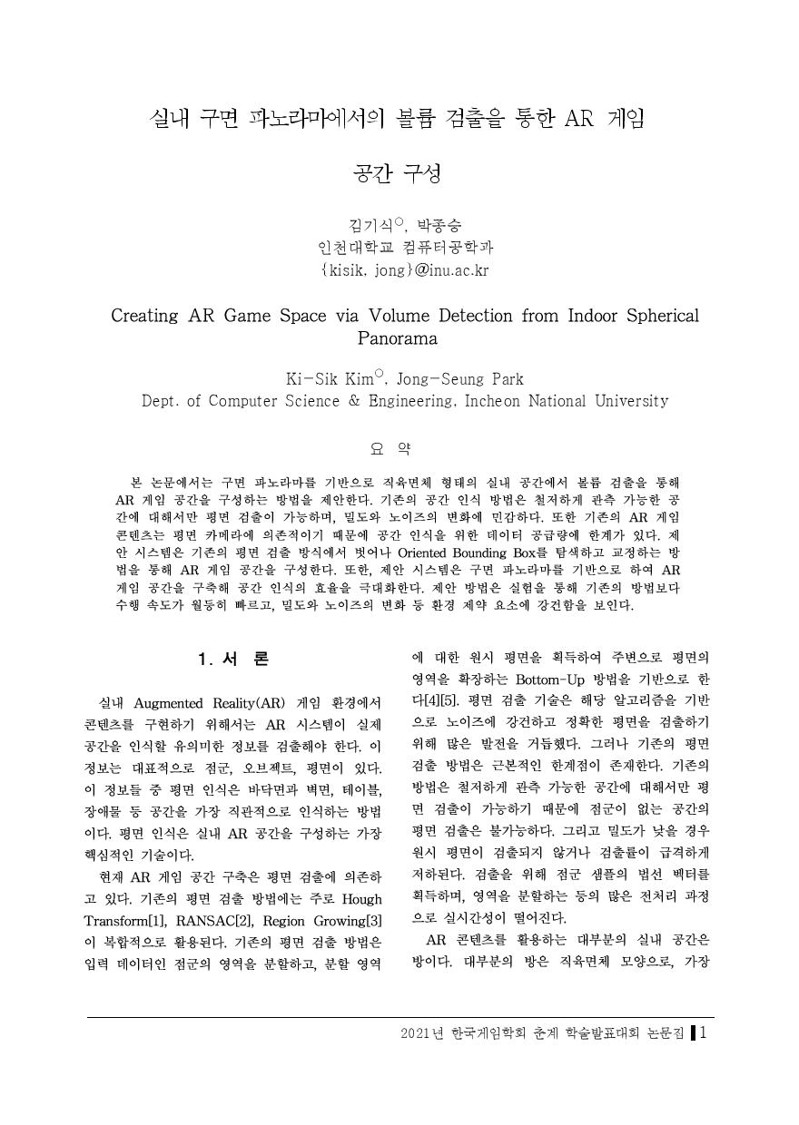 실내 구면 파노라마에서의 볼륨 검출을 통한 AR 게임
공간 구성
김기식○, 박종승
인천대학교 컴퓨터공학과
{kisik, jong}@inu.ac.kr
Creating AR Game Space via Volume Detection from Indoor Spherical
Panorama
Ki-Sik Kim○, Jong-Seung Park
Dept. of Computer Science & Engineering, Incheon National University
요 약
본 논문에서는 구면 파노라마를 기반으로 직육면체 형태의 실내 공간에서 볼륨 검출을 통해
AR 게임 공간을 구성하는 방법을 제안한다. 기존의 공간 인식 방법은 철저하게 관측 가능한 공
간에 대해서만 평면 검출이 가능하며, 밀도와 노이즈의 변화에 민감하다. 또한 기존의 AR 게임
콘텐츠는 평면 카메라에 의존적이기 때문에 공간 인식을 위한 데이터 공급량에 한계가 있다. 제
안 시스템은 기존의 평면 검출 방식에서 벗어나 Oriented Bounding Box를 탐색하고 교정하는 방
법을 통해 AR 게임 공간을 구성한다. 또한, 제안 시스템은 구면 파노라마를 기반으로 하여 AR
게임 공간을 구축해 공간 인식의 효율을 극대화한다. 제안 방법은 실험을 통해 기존의 방법보다
수행 속도가 월등히 빠르고, 밀도와 노이즈의 변화 등 환경 제약 요소에 강건함을 보인다.
1. 서 론
실내 Augmented Reality(AR) 게임 환경에서
콘텐츠를 구현하기 위해서는 AR 시스템이 실제
공간을 인식할 유의미한 정보를 검출해야 한다. 이
정보는 대표적으로 점군, 오브젝트, 평면이 있다.
이 정보들 중 평면 인식은 바닥면과 벽면, 테이블,
장애물 등 공간을 가장 직관적으로 인식하는 방법
이다. 평면 인식은 실내 AR 공간을 구성하는 가장
핵심적인 기술이다.
현재 AR 게임 공간 구축은 평면 검출에 의존하
고 있다. 기존의 평면 검출 방법에는 주로 Hough
Transform[1], RANSAC[2], Region Growing[3]
이 복합적으로 활용된다. 기존의 평면 검출 방법은
입력 데이터인 점군의 영역을 분할하고, 분할 영역
에 대한 원시 평면을 획득하여 주변으로 평면의
영역을 확장하는 Bottom-Up 방법을 기반으로 한
다[4][5]. 평면 검출 기술은 해당 알고리즘을 기반
으로 노이즈에 강건하고 정확한 평면을 검출하기
위해 많은 발전을 거듭했다. 그러나 기존의 평면
검출 방법은 근본적인 한계점이 존재한다. 기존의
방법은 철저하게 관측 가능한 공간에 대해서만 평
면 검출이 가능하기 때문에 점군이 없는 공간의
평면 검출은 불가능하다. 그리고 밀도가 낮을 경우
원시 평면이 검출되지 않거나 검출률이 급격하게
저하된다. 검출을 위해 점군 샘플의 법선 벡터를
획득하며, 영역을 분할하는 등의 많은 전처리 과정
으로 실시간성이 떨어진다.
AR 콘텐츠를 활용하는 대부분의 실내 공간은
방이다. 대부분의 방은 직육면체 모양으로, 가장
2021년 한국게임학회 춘계 학술발표대회 논문집 ▌1